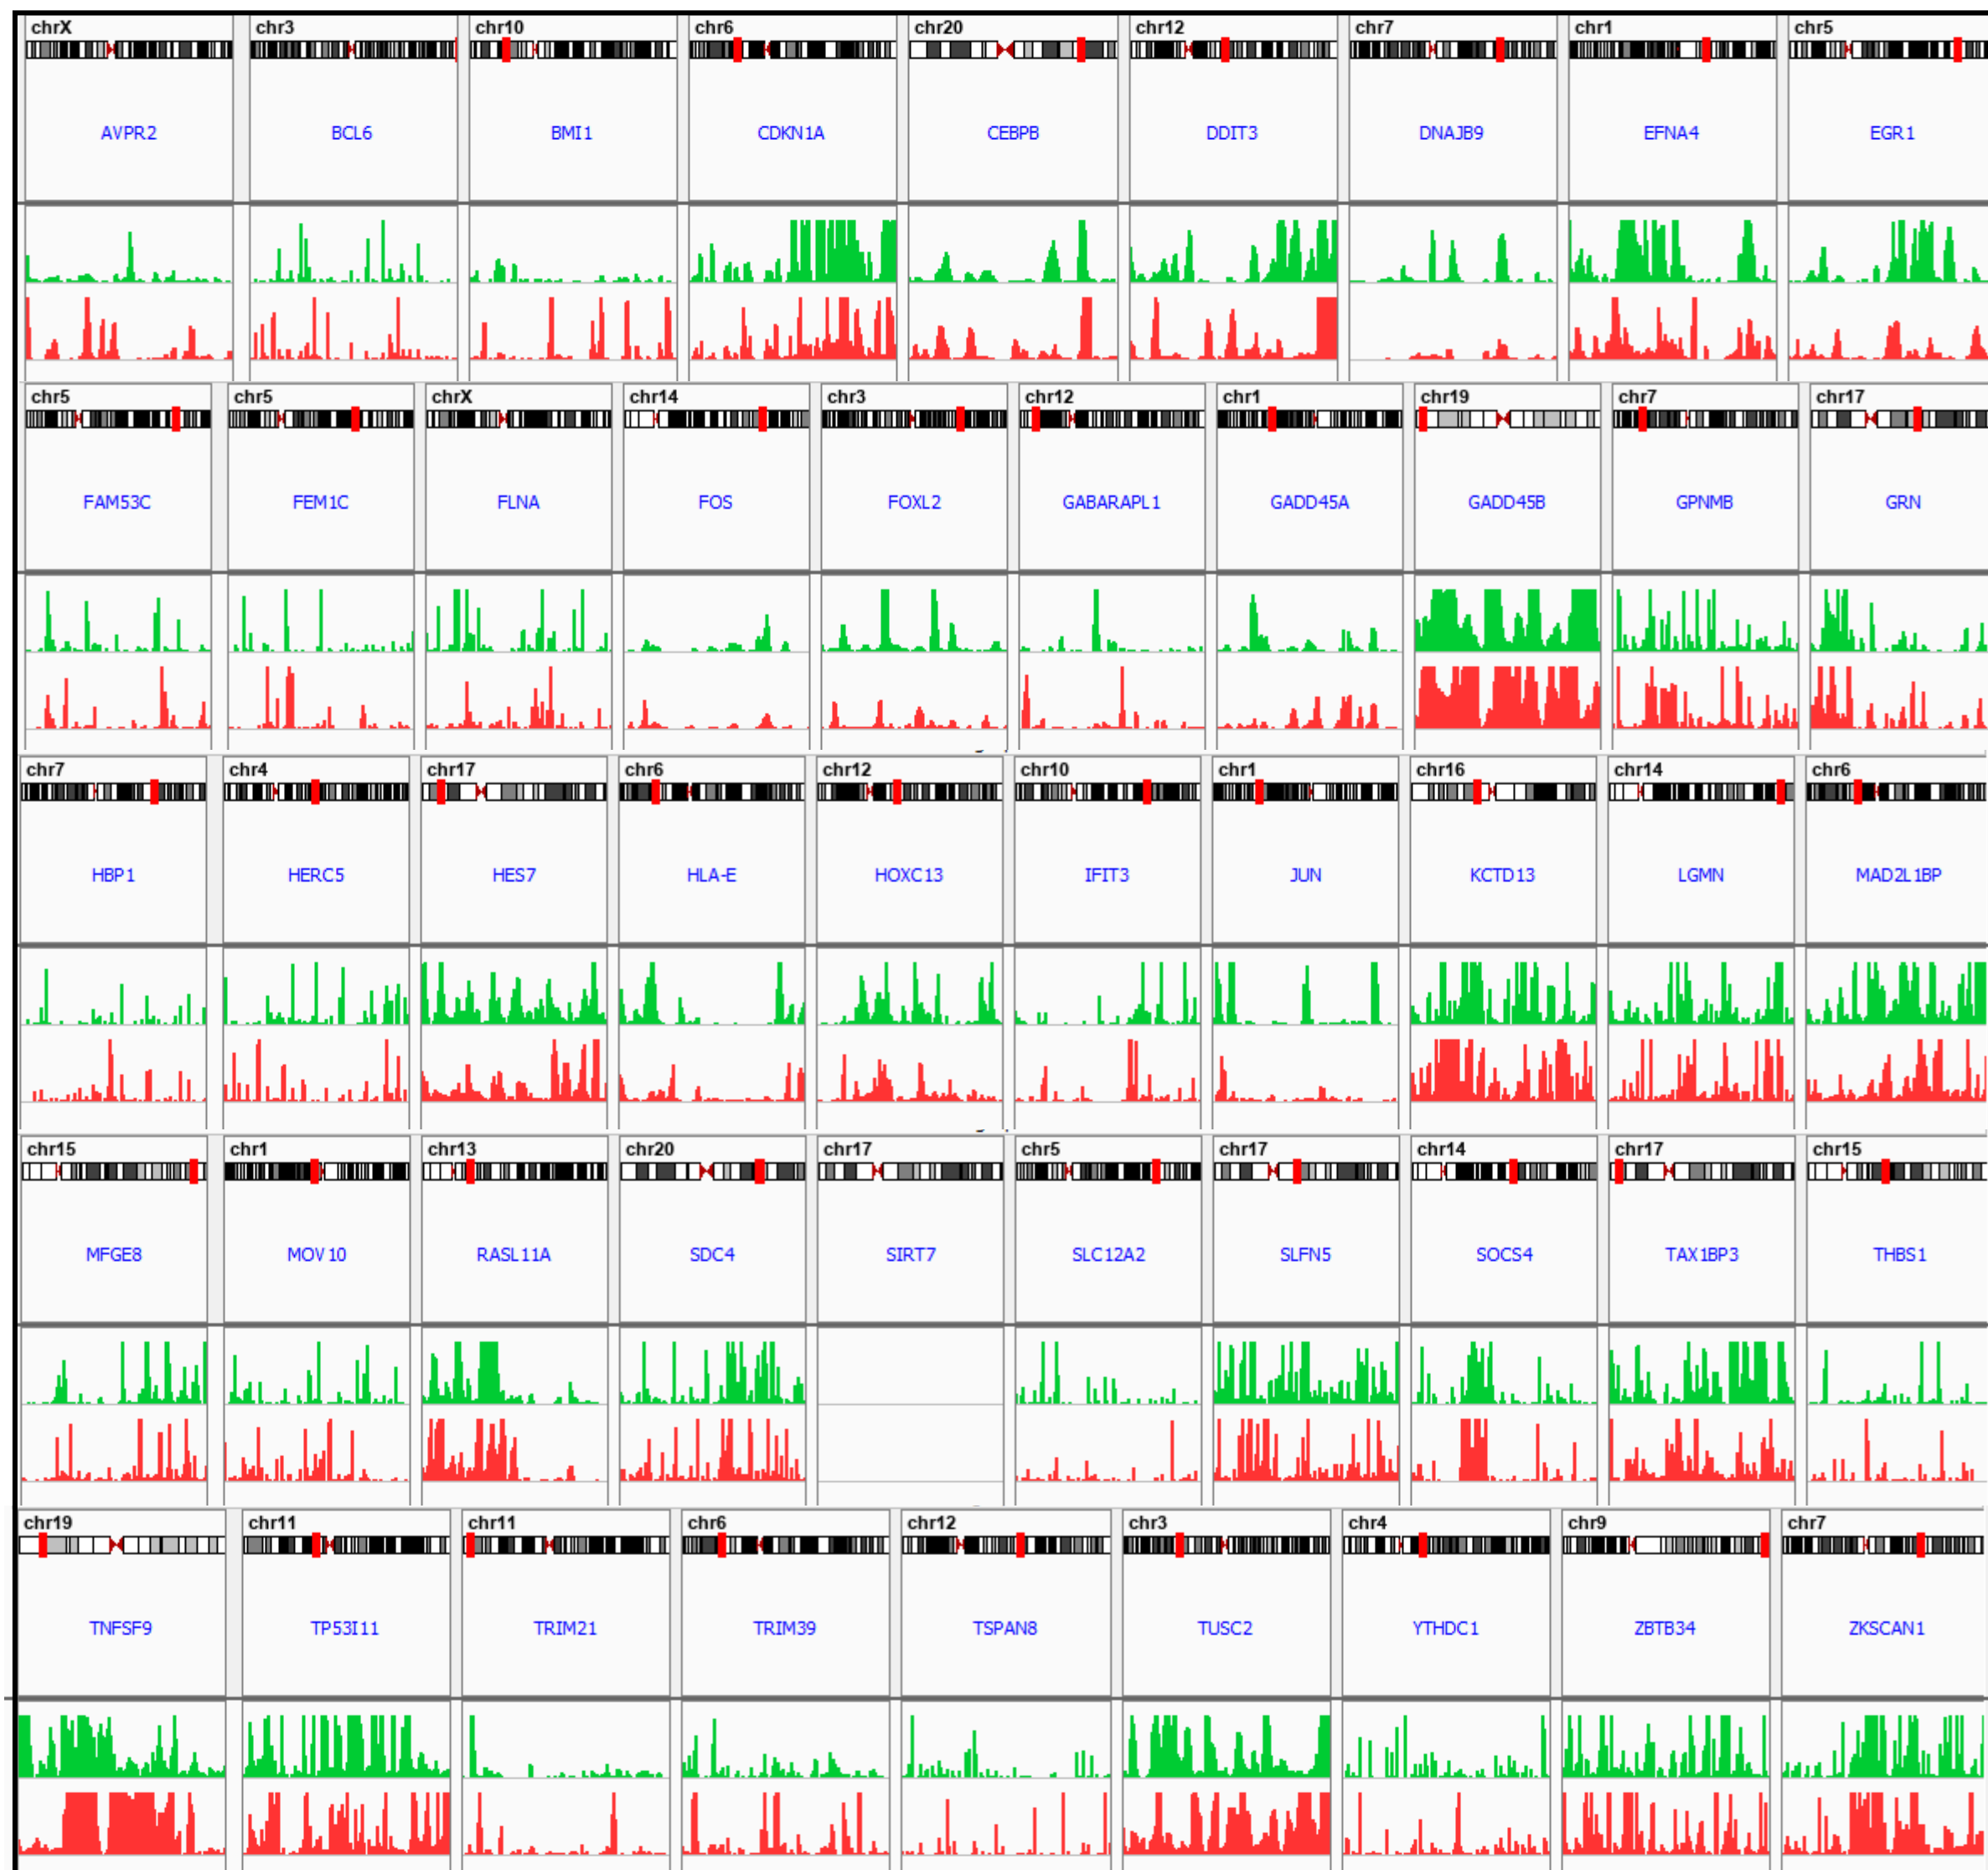 chrX chr3 chr10 chr6 chr20 chr12 chr7 chr1 chr5
AVPR2 BCL6 BMI1 CDKN1A CEBPB DDIT3 DNAJB9 EFNA4 EGR1
chr5 chr5 chrX chr14 chr3 chr12 chr1 chr19 chr7 chr17
FAM53C FEM1C FLNA FOS FOXL2 GABARAPL1 GADD45A GADD45B GPNMB GRN
chr7 chr4 chr17 chr6 chr12 chr10 chr1 chr16 chr14 chr6
HBP1 HERC5 HES7 HLA-E HOXC13 IFIT3 JUN KCTD13 LGMN MAD2L1BP
chr15 chr1 chr13 chr20 chr17 chr5 chr17 chr14 chr17 chr15
MFGE8 MOV10 RASL11A SDC4 SIRT7 SLC12A2 SLFN5 SOCS4 TAX1BP3 THBS1
chr19 chr11 chr11 chr6 chr12 chr3 chr4 chr9 chr7
TNFSF9 TP53I11 TRIM21 TRIM39 TSPAN8 TUSC2 YTHDC1 ZBTB34 ZKSCAN1